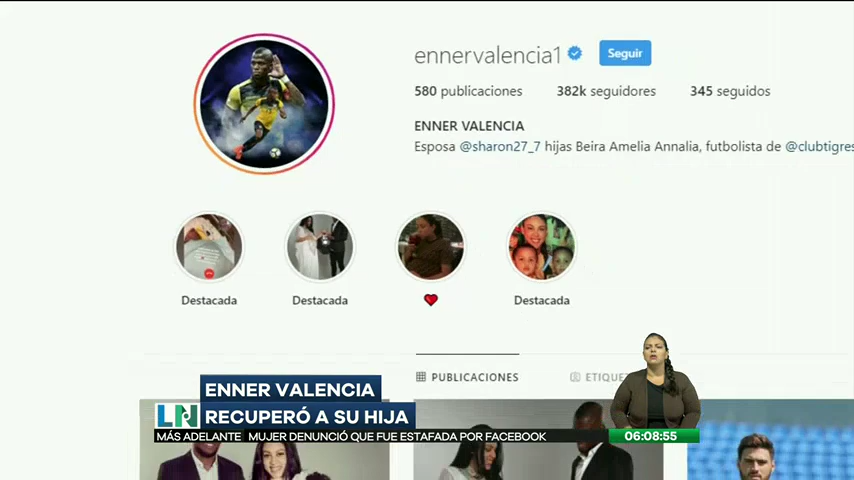 ennervalencia1 Seguir
580 publicaciones 382k seguidores 345 seguidos
ENNER VALENCIA
Esposa @sharon27_7 hijas Beira Amelia Annalia, futbolista de @clubtigres
Destacada Destacada Destacada
PUBLICACIONES
ENNER VALENCIA
LN RECUPERÓ A SU HIJA
MÁS ADELANTE MUJER DENUNCIÓ QUE FUE ESTAFADA POR FACEBOOK 06:08:55